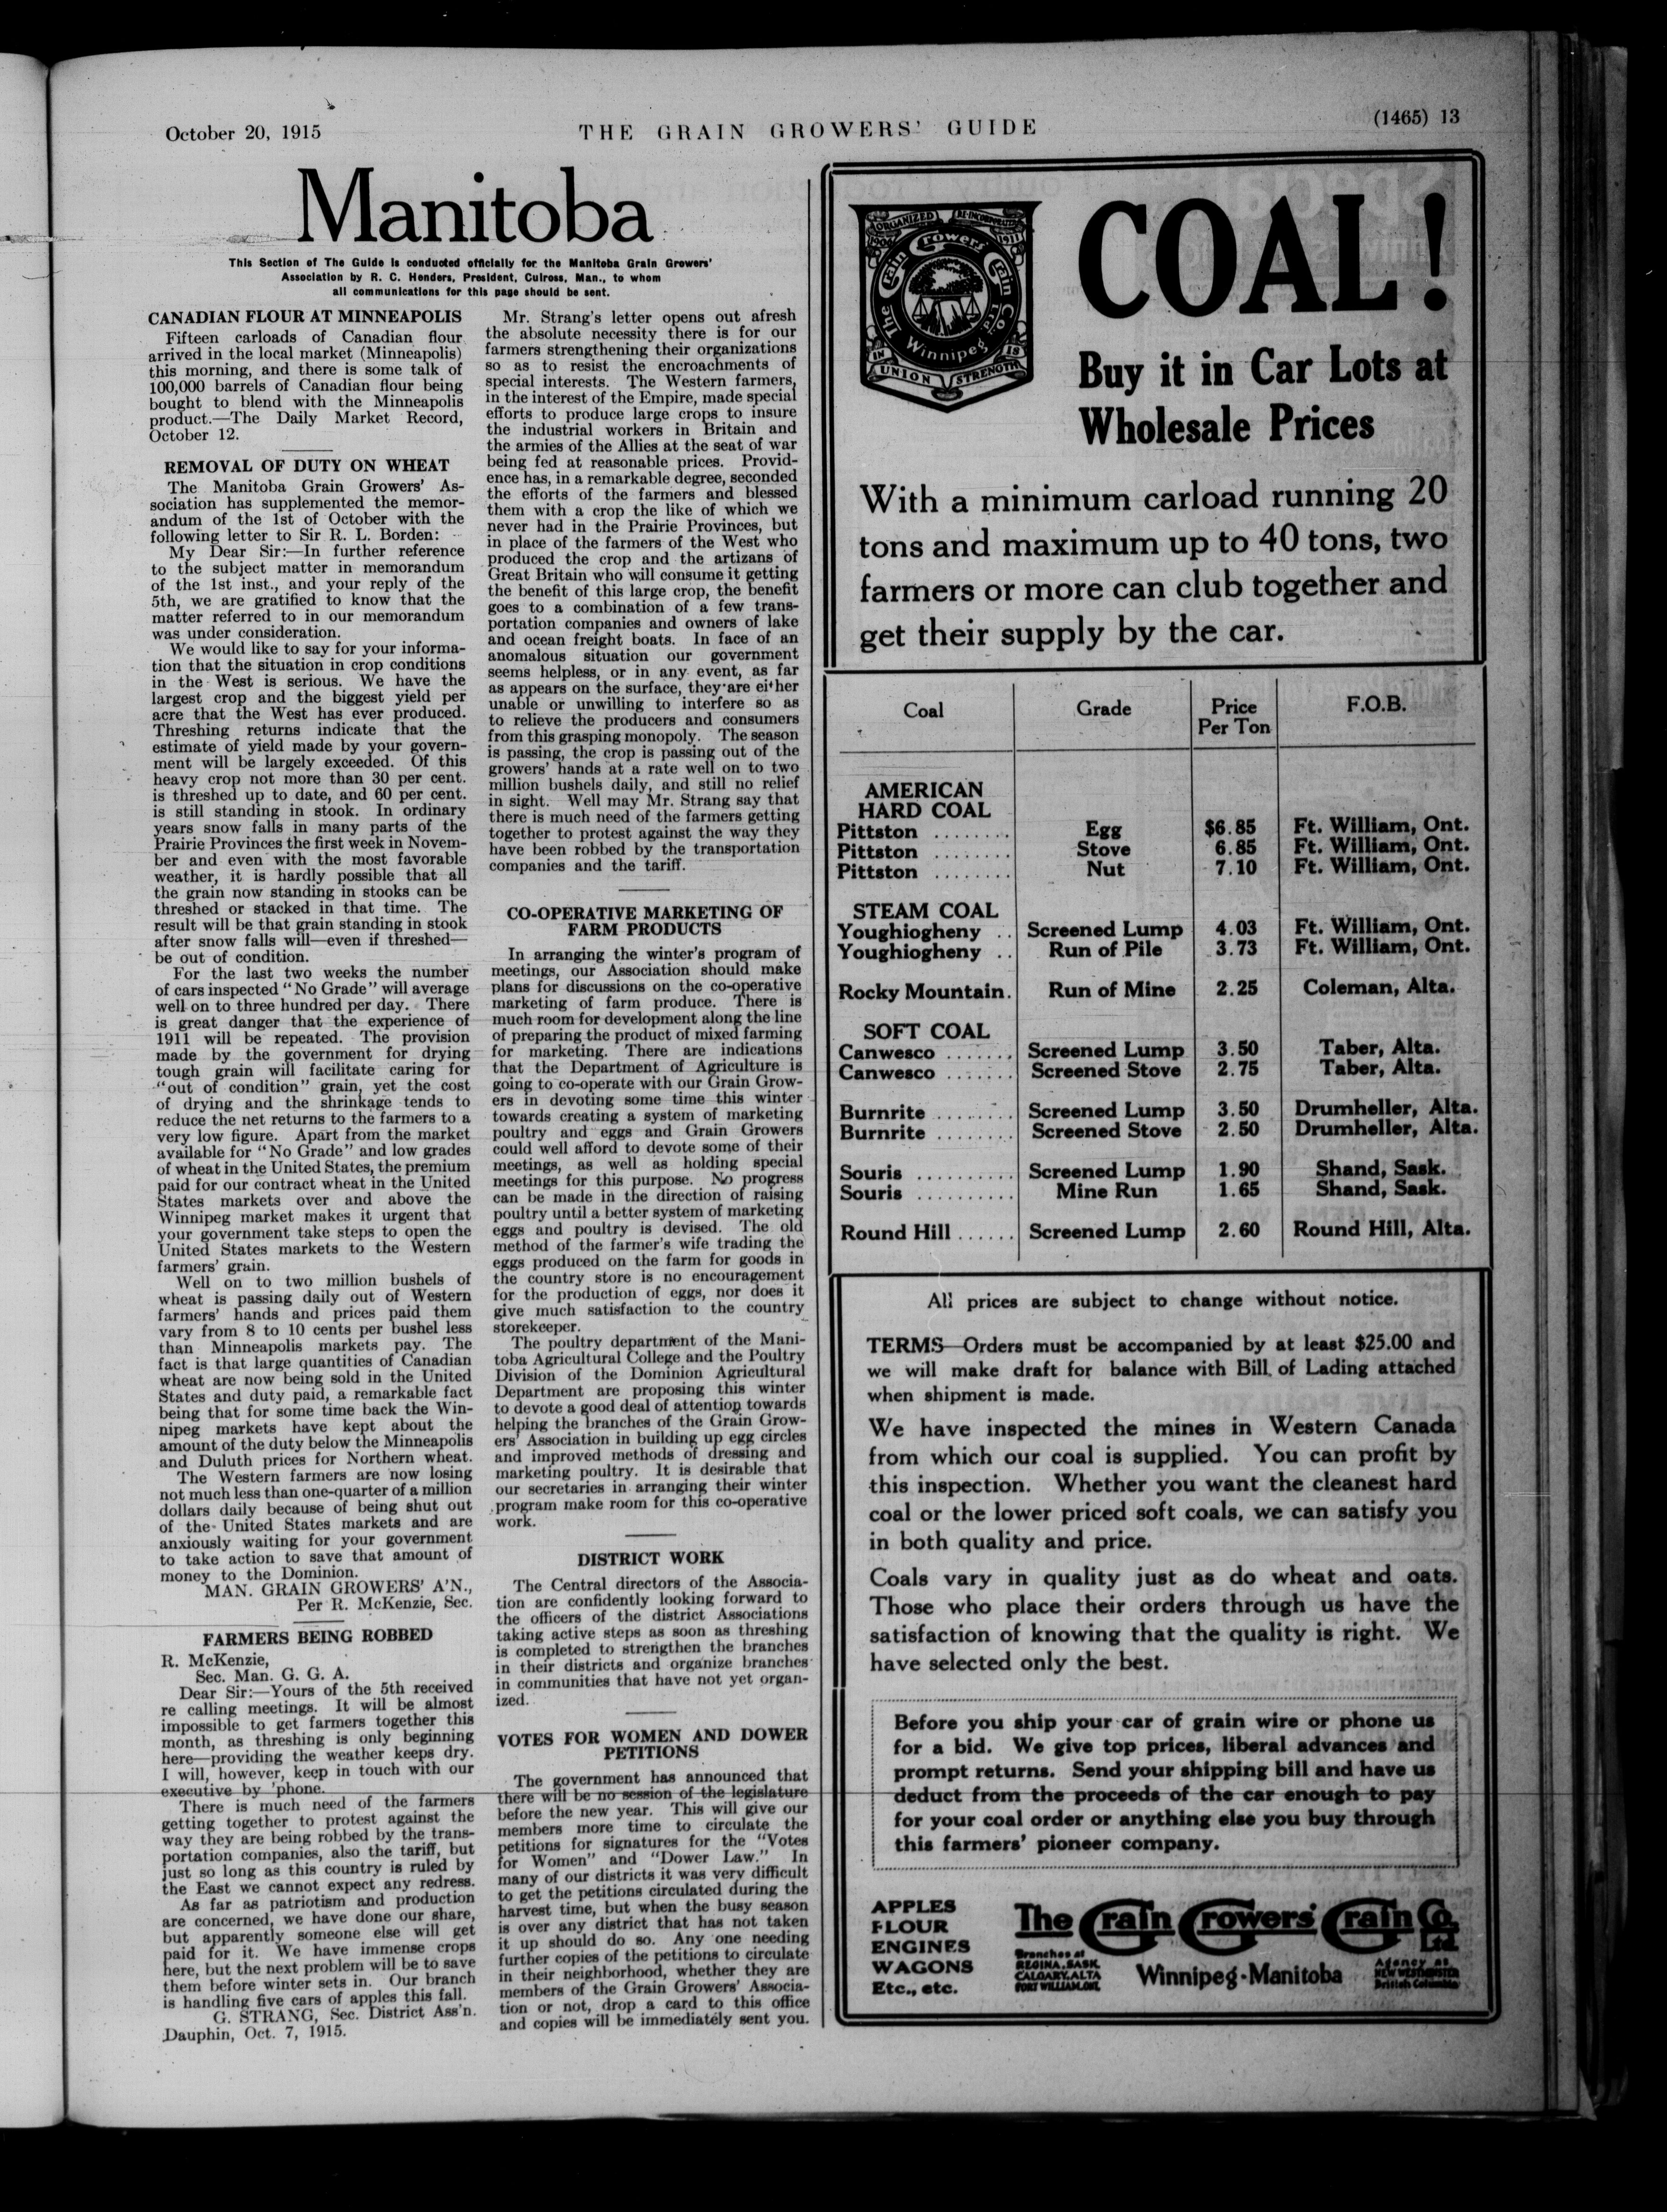 October 20, 1915
THE GRAIN GROWERS' GUIDE
(1465) 13
Manitoba
This Section of The Guide is conducted officially for the Manitoba Grain Growers'
Association by R. C. Henders, President, Culross, Man., to whom
all communications for this page should be sent.
CANADIAN FLOUR AT MINNEAPOLIS
Fifteen carloads of Canadian flour
arrived in the local market (Minneapolis)
this morning, and there is some talk of
100,000 barrels of Canadian flour being
bought to blend with the Minneapolis
product.—The Daily Market Record,
October 12.
REMOVAL OF DUTY ON WHEAT
The Manitoba Grain Growers' As-
sociation has supplemented the memor-
andum of the 1st of October with the
following letter to Sir R. L. Borden:
My Dear Sir:—In further reference
to the subject matter in memorandum
of the 1st inst., and your reply of the
5th, we are gratified to know that the
matter referred to in our memorandum
was under consideration.
We would like to say for your informa-
tion that the situation in crop conditions
in the West is serious. We have the
largest crop and the biggest yield per
acre that the West has ever produced.
Threshing returns indicate that the
estimate of yield made by your govern-
ment will be largely exceeded. Of this
heavy crop not more than 30 per cent.
is threshed up to date, and 60 per cent.
is still standing in stook. In ordinary
years snow falls in many parts of the
Prairie Provinces the first week in Novem-
ber and even with the most favorable
weather, it is hardly possible that all
the grain now standing in stooks can be
threshed or stacked in that time. The
result will be that grain standing in stook
after snow falls will—even if threshed—
be out of condition.
For the last two weeks the number
of cars inspected "No Grade" will average
well on to three hundred per day. There
is great danger that the experience of
1911 will be repeated. The provision
made by the government for drying
tough grain will facilitate caring for
"out of condition" grain, yet the cost
of drying and the shrinkage tends to
reduce the net returns to the farmers to a
very low figure. Apart from the market
available for "No Grade" and low grades
of wheat in the United States, the premium
paid for our contract wheat in the United
States markets over and above the
Winnipeg market makes it urgent that
your government take steps to open the
United States markets to the Western
farmers' grain.
Well on to two million bushels of
wheat is passing daily out of Western
farmers' hands and prices paid them
vary from 8 to 10 cents per bushel less
than Minneapolis markets pay. The
fact is that large quantities of Canadian
wheat are now being sold in the United
States and duty paid, a remarkable fact
being that for some time back the Win-
nipeg markets have kept about the
amount of the duty below the Minneapolis
and Duluth prices for Northern wheat.
The Western farmers are now losing
not much less than one-quarter of a million
dollars daily because of being shut out
of the United States markets and are
anxiously waiting for your government
to take action to save that amount of
money to the Dominion.
MAN. GRAIN GROWERS' A'N.,
Per R. McKenzie, Sec.
FARMERS BEING ROBBED
R. McKenzie,
Sec. Man. G. G. A.
Dear Sir:—Yours of the 5th received
re calling meetings. It will be almost
impossible to get farmers together this
month, as threshing is only beginning
here—providing the weather keeps dry.
I will, however, keep in touch with our
executive by 'phone.
There is much need of the farmers
getting together to protest against the
way they are being robbed by the trans-
portation companies, also the tariff, but
just so long as this country is ruled by
the East we cannot expect any redress.
As far as patriotism and production
are concerned, we have done our share,
but apparently someone else will get
paid for it. We have immense crops
here, but the next problem will be to save
them before winter sets in. Our branch
is handling five cars of apples this fall.
G. STRANG, Sec. District Ass'n.
Dauphin, Oct. 7, 1915.
Mr. Strang's letter opens out afresh
the absolute necessity there is for our
farmers strengthening their organizations
so as to resist the encroachments of
special interests. The Western farmers,
in the interest of the Empire, made special
efforts to produce large crops to insure
the industrial workers in Britain and
the armies of the Allies at the seat of war
being fed at reasonable prices. Provid-
ence has, in a remarkable degree, seconded
the efforts of the farmers and blessed
them with a crop the like of which we
never had in the Prairie Provinces, but
in place of the farmers of the West who
produced the crop and the artizans of
Great Britain who will consume it getting
the benefit of this large crop, the benefit
goes to a combination of a few trans-
portation companies and owners of lake
and ocean freight boats. In face of an
anomalous situation our government
seems helpless, or in any event, as far
as appears on the surface, they are either
unable or unwilling to interfere so as
to relieve the producers and consumers
from this grasping monopoly. The season
is passing, the crop is passing out of the
growers' hands at a rate well on to two
million bushels daily, and still no relief
in sight. Well may Mr. Strang say that
there is much need of the farmers getting
together to protest against the way they
have been robbed by the transportation
companies and the tariff.
CO-OPERATIVE MARKETING OF
FARM PRODUCTS
In arranging the winter's program of
meetings, our Association should make
plans for discussions on the co-operative
marketing of farm produce. There is
much room for development along the line
of preparing the product of mixed farming
for marketing. There are indications
that the Department of Agriculture is
going to co-operate with our Grain Grow-
ers in devoting some time this winter
towards creating a system of marketing
poultry and eggs and Grain Growers
could well afford to devote some of their
meetings, as well as holding special
meetings for this purpose. No progress
can be made in the direction of raising
poultry until a better system of marketing
eggs and poultry is devised. The old
method of the farmer's wife trading the
eggs produced on the farm for goods in
the country store is no encouragement
for the production of eggs, nor does it
give much satisfaction to the country
storekeeper.
The poultry department of the Mani-
toba Agricultural College and the Poultry
Division of the Dominion Agricultural
Department are proposing this winter
to devote a good deal of attention towards
helping the branches of the Grain Grow-
ers' Association in building up egg circles
and improved methods of dressing and
marketing poultry. It is desirable that
our secretaries in arranging their winter
program make room for this co-operative
work.
DISTRICT WORK
The Central directors of the Associa-
tion are confidently looking forward to
the officers of the district Associations
taking active steps as soon as threshing
is completed to strengthen the branches
in their districts and organize branches
in communities that have not yet organ-
ized.
VOTES FOR WOMEN AND DOWER
PETITIONS
The government has announced that
there will be no session of the legislature
before the new year. This will give our
members more time to circulate the
petitions for signatures for the "Votes
for Women" and "Dower Law." In
many of our districts it was very difficult
to get the petitions circulated during the
harvest time, but when the busy season
is over any district that has not taken
it up should do so. Any one needing
further copies of the petitions to circulate
in their neighborhood, whether they are
members of the Grain Growers' Associa-
tion or not, drop a card to this office
and copies will be immediately sent you.
ORGANIZED RE-INCORPORATED
1906 1911
The Grain Growers Grain Co. Ltd.
Winnipeg
IN UNION IS STRENGTH
COAL!
Buy it in Car Lots at
Wholesale Prices
With a minimum carload running 20
tons and maximum up to 40 tons, two
farmers or more can club together and
get their supply by the car.
Coal Grade Price Per Ton F.O.B.
AMERICAN
HARD COAL
Pittston ........ Egg $6.85 Ft. William, Ont.
Pittston ........ Stove 6.85 Ft. William, Ont.
Pittston ........ Nut 7.10 Ft. William, Ont.
STEAM COAL
Youghiogheny .. Screened Lump 4.03 Ft. William, Ont.
Youghiogheny .. Run of Pile 3.73 Ft. William, Ont.
Rocky Mountain. Run of Mine 2.25 Coleman, Alta.
SOFT COAL
Canwesco ....... Screened Lump 3.50 Taber, Alta.
Canwesco ....... Screened Stove 2.75 Taber, Alta.
Burnrite ........ Screened Lump 3.50 Drumheller, Alta.
Burnrite ........ Screened Stove 2.50 Drumheller, Alta.
Souris .......... Screened Lump 1.90 Shand, Sask.
Souris .......... Mine Run 1.65 Shand, Sask.
Round Hill ...... Screened Lump 2.60 Round Hill, Alta.
All prices are subject to change without notice.
TERMS—Orders must be accompanied by at least $25.00 and
we will make draft for balance with Bill of Lading attached
when shipment is made.
We have inspected the mines in Western Canada
from which our coal is supplied. You can profit by
this inspection. Whether you want the cleanest hard
coal or the lower priced soft coals, we can satisfy you
in both quality and price.
Coals vary in quality just as do wheat and oats.
Those who place their orders through us have the
satisfaction of knowing that the quality is right. We
have selected only the best.
Before you ship your car of grain wire or phone us
for a bid. We give top prices, liberal advances and
prompt returns. Send your shipping bill and have us
deduct from the proceeds of the car enough to pay
for your coal order or anything else you buy through
this farmers' pioneer company.
APPLES
FLOUR
ENGINES
WAGONS
Etc., etc.
The Grain Growers' Grain Co. Ltd.
Branches at
REGINA, SASK.
CALGARY, ALTA
FORT WILLIAM, ONT.
Winnipeg-Manitoba
Agency at
NEW WESTMINSTER
British Columbia